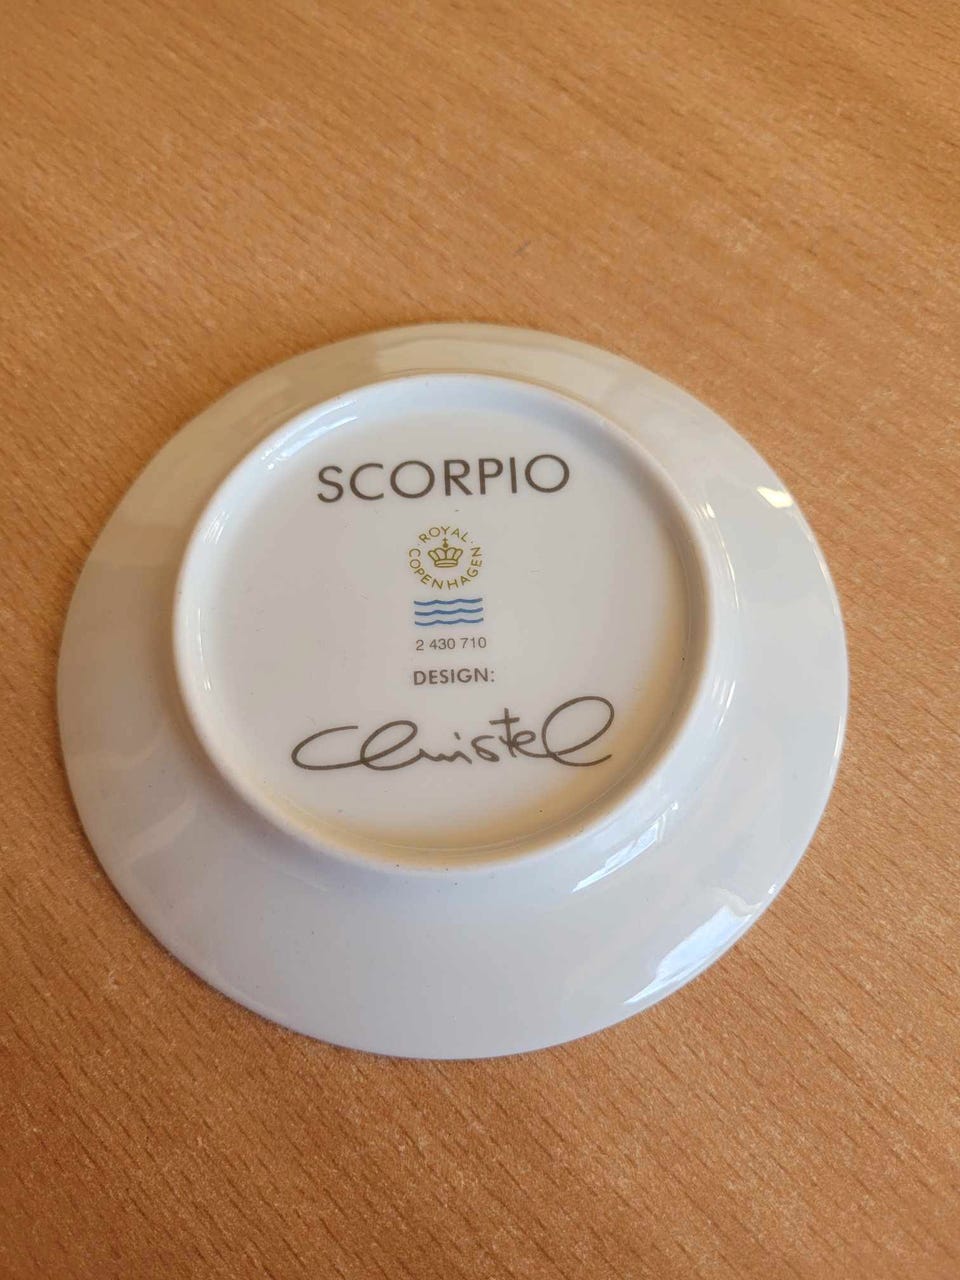 SCORPIO
ROYAL COPENHAGEN
2 430 710
DESIGN:
Christel